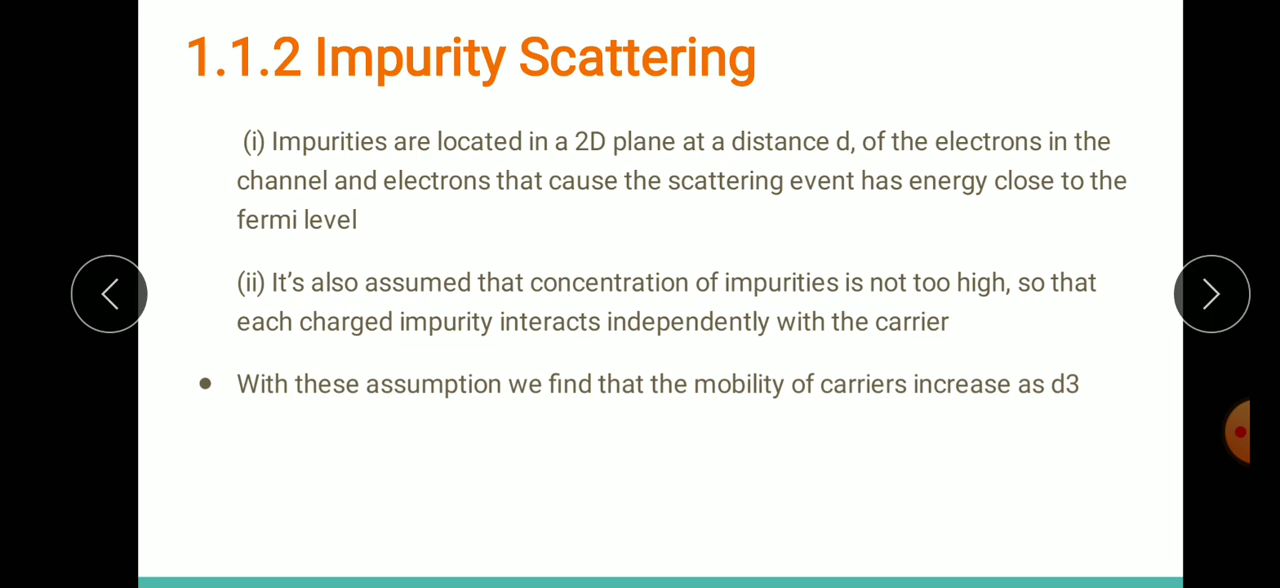 1.1.2 Impurity Scattering
(i) Impurities are located in a 2D plane at a distance d, of the electrons in the
channel and electrons that cause the scattering event has energy close to the
fermi level
(ii) It’s also assumed that concentration of impurities is not too high, so that
each charged impurity interacts independently with the carrier
● With these assumption we find that the mobility of carriers increase as d3